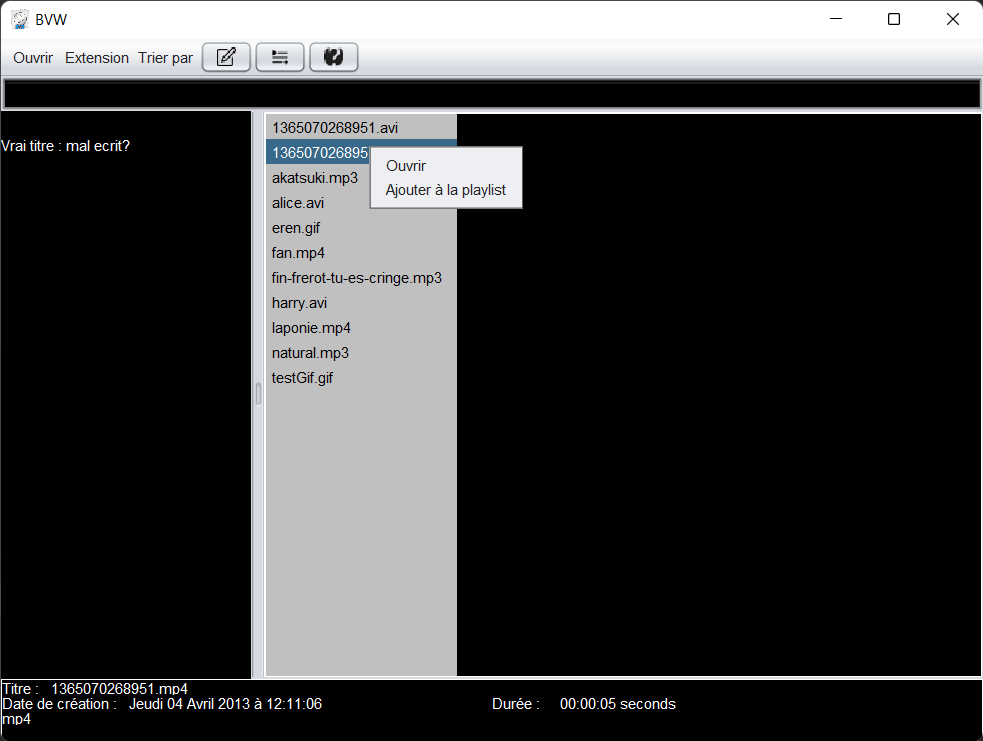 BVW
Ouvrir Extension Trier par
Vrai titre : mal ecrit?
1365070268951.avi
136507026895
Ouvrir
Ajouter à la playlist
akatsuki.mp3
alice.avi
eren.gif
fan.mp4
fin-frerot-tu-es-cringe.mp3
harry.avi
laponie.mp4
natural.mp3
testGif.gif
Titre : 1365070268951.mp4
Date de création : Jeudi 04 Avril 2013 à 12:11:06 Durée : 00:00:05 seconds
mp4